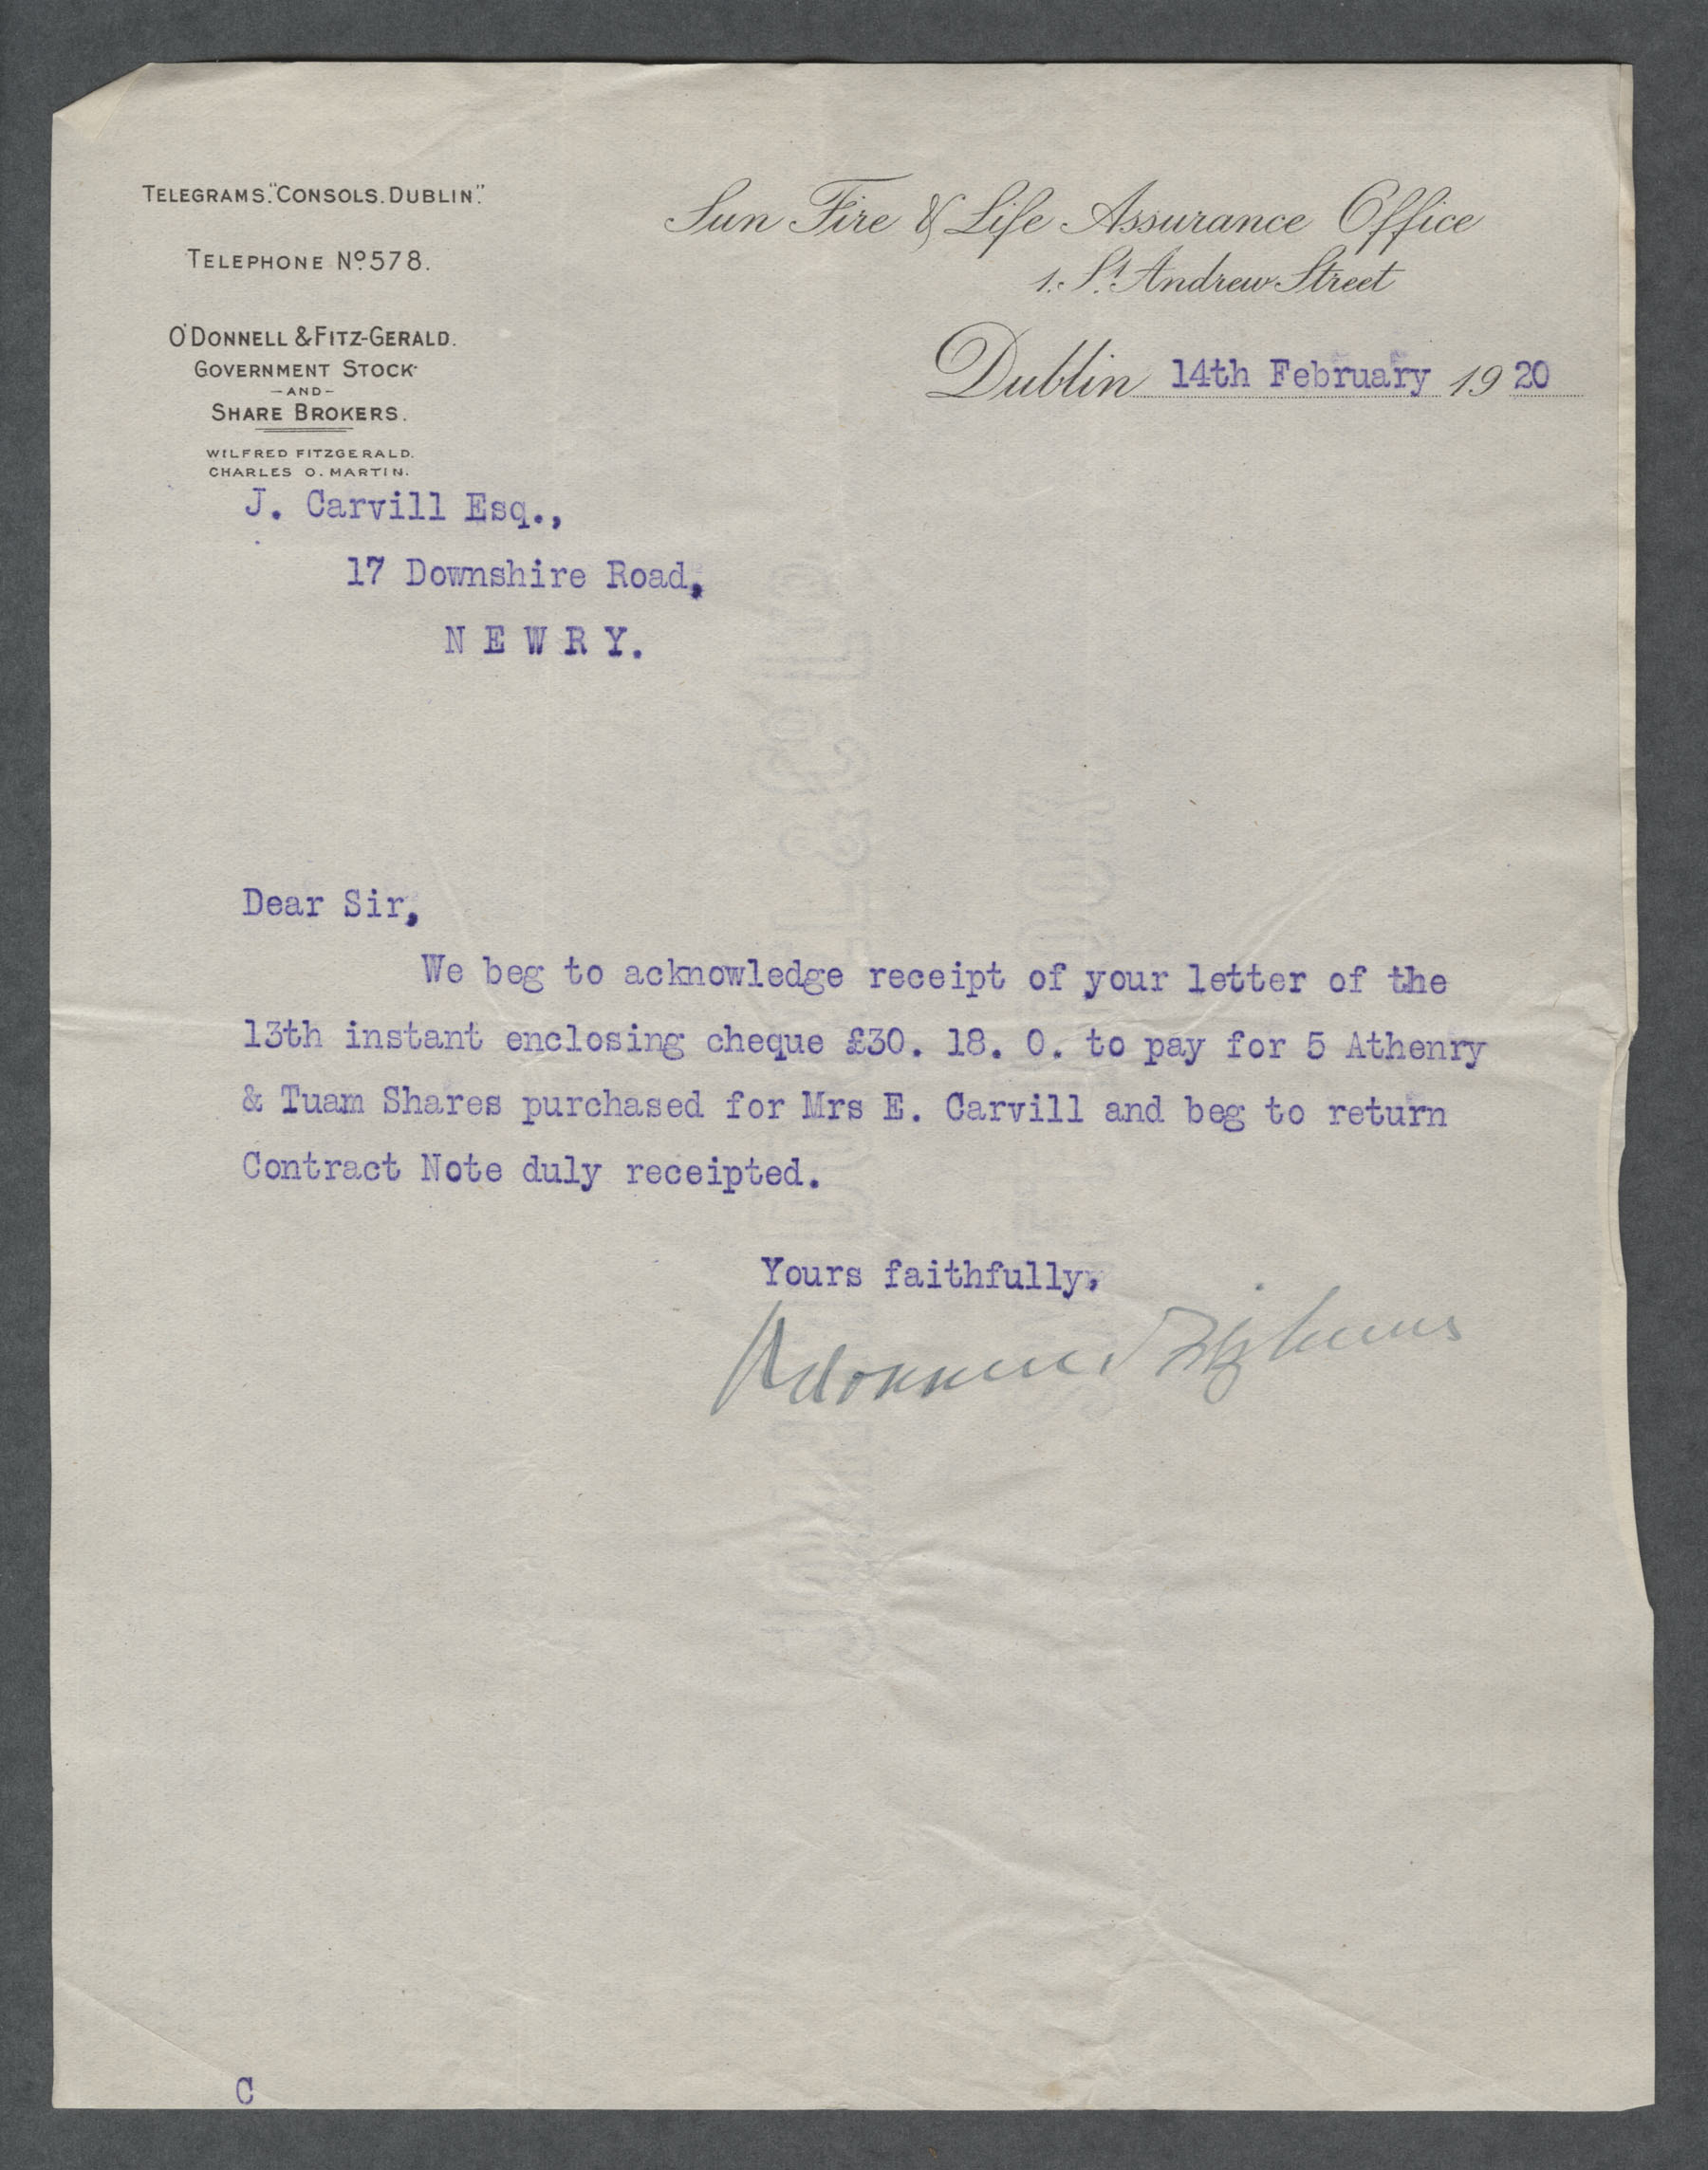 TELEGRAMS. "CONSOLS. DUBLIN."
TELEPHONE No. 578.
O'DONNELL & FITZ-GERALD.
GOVERNMENT STOCK
- AND -
SHARE BROKERS.
WILFRED FITZGERALD.
CHARLES O. MARTIN.
Sun Fire & Life Assurance Office
1. St. Andrew Street
Dublin 14th February 1920
J. Carvill Esq.,
17 Downshire Road,
N E W R Y.
Dear Sir,
We beg to acknowledge receipt of your letter of the
13th instant enclosing cheque £30. 18. 0. to pay for 5 Athenry
& Tuam Shares purchased for Mrs E. Carvill and beg to return
Contract Note duly receipted.
Yours faithfully,
C